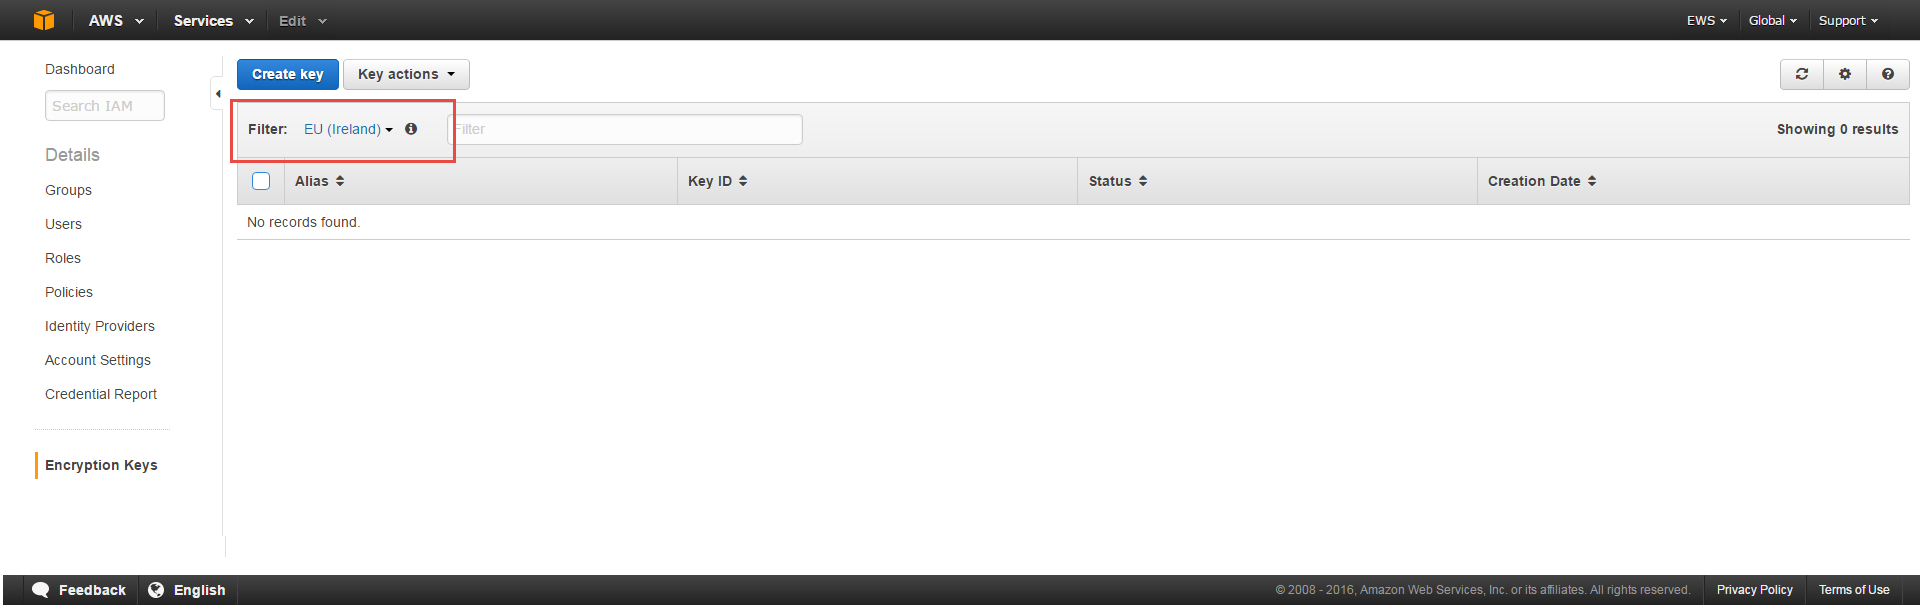 AWS Services Edit EWS Global Support
Dashboard
Search IAM
Details
Groups
Users
Roles
Policies
Identity Providers
Account Settings
Credential Report
Encryption Keys
Create key Key actions
Filter: EU (Ireland) Filter Showing 0 results
Alias Key ID Status Creation Date
No records found.
Feedback English © 2008 - 2016, Amazon Web Services, Inc. or its affiliates. All rights reserved. Privacy Policy Terms of Use